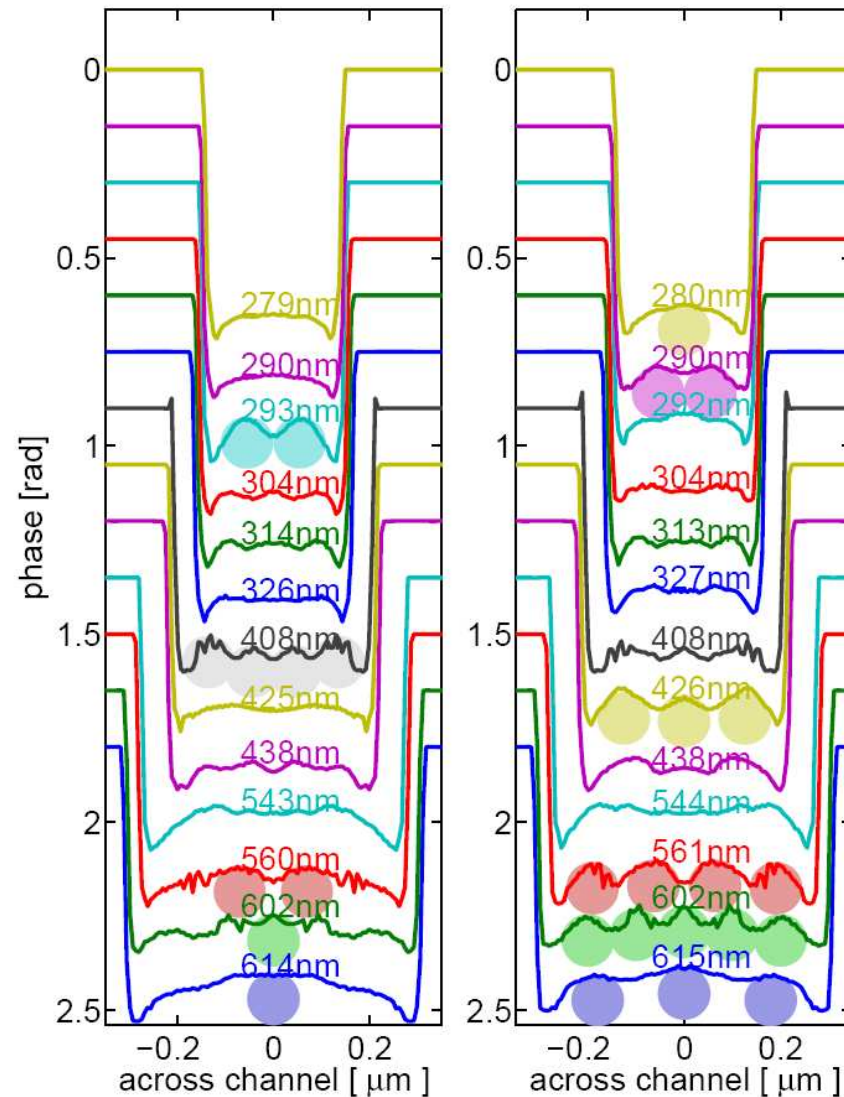 phase [rad]
0
0.5
1
1.5
2
2.5
279nm
290nm
293nm
304nm
314nm
326nm
408nm
425nm
438nm
543nm
560nm
602nm
614nm
−0.2 0 0.2
across channel [ μm ]
0
0.5
1
1.5
2
2.5
280nm
290nm
292nm
304nm
313nm
327nm
408nm
426nm
438nm
544nm
561nm
602nm
615nm
−0.2 0 0.2
across channel [ μm ]